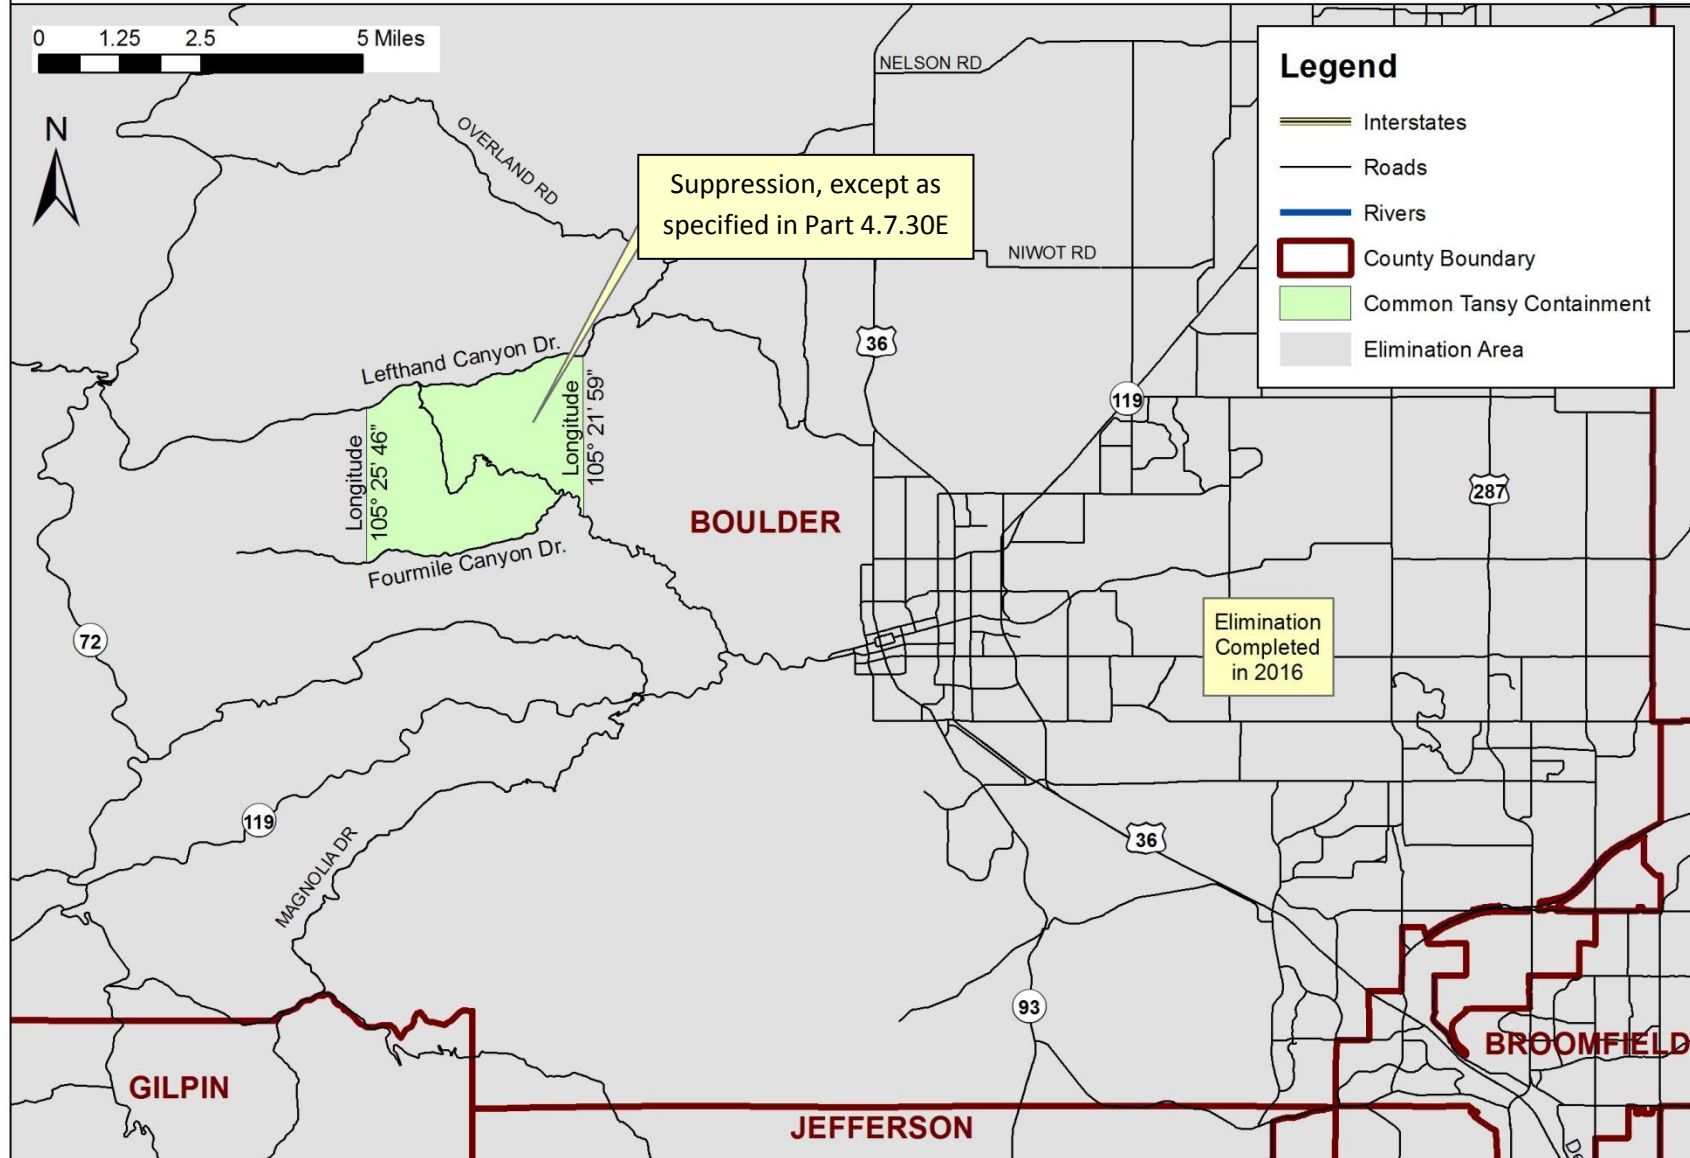 0 1.25 2.5 5 Miles
N
NELSON RD
OVERLAND RD
Suppression, except as
specified in Part 4.7.30E
NIWOT RD
Legend
Interstates
Roads
Rivers
County Boundary
Common Tansy Containment
Elimination Area
36
Lefthand Canyon Dr.
119
Longitude
105° 21' 59"
Longitude
105° 25' 46"
287
BOULDER
Fourmile Canyon Dr.
72
Elimination
Completed
in 2016
119
36
MAGNOLIA DR
93
BROOMFIELD
GILPIN
JEFFERSON